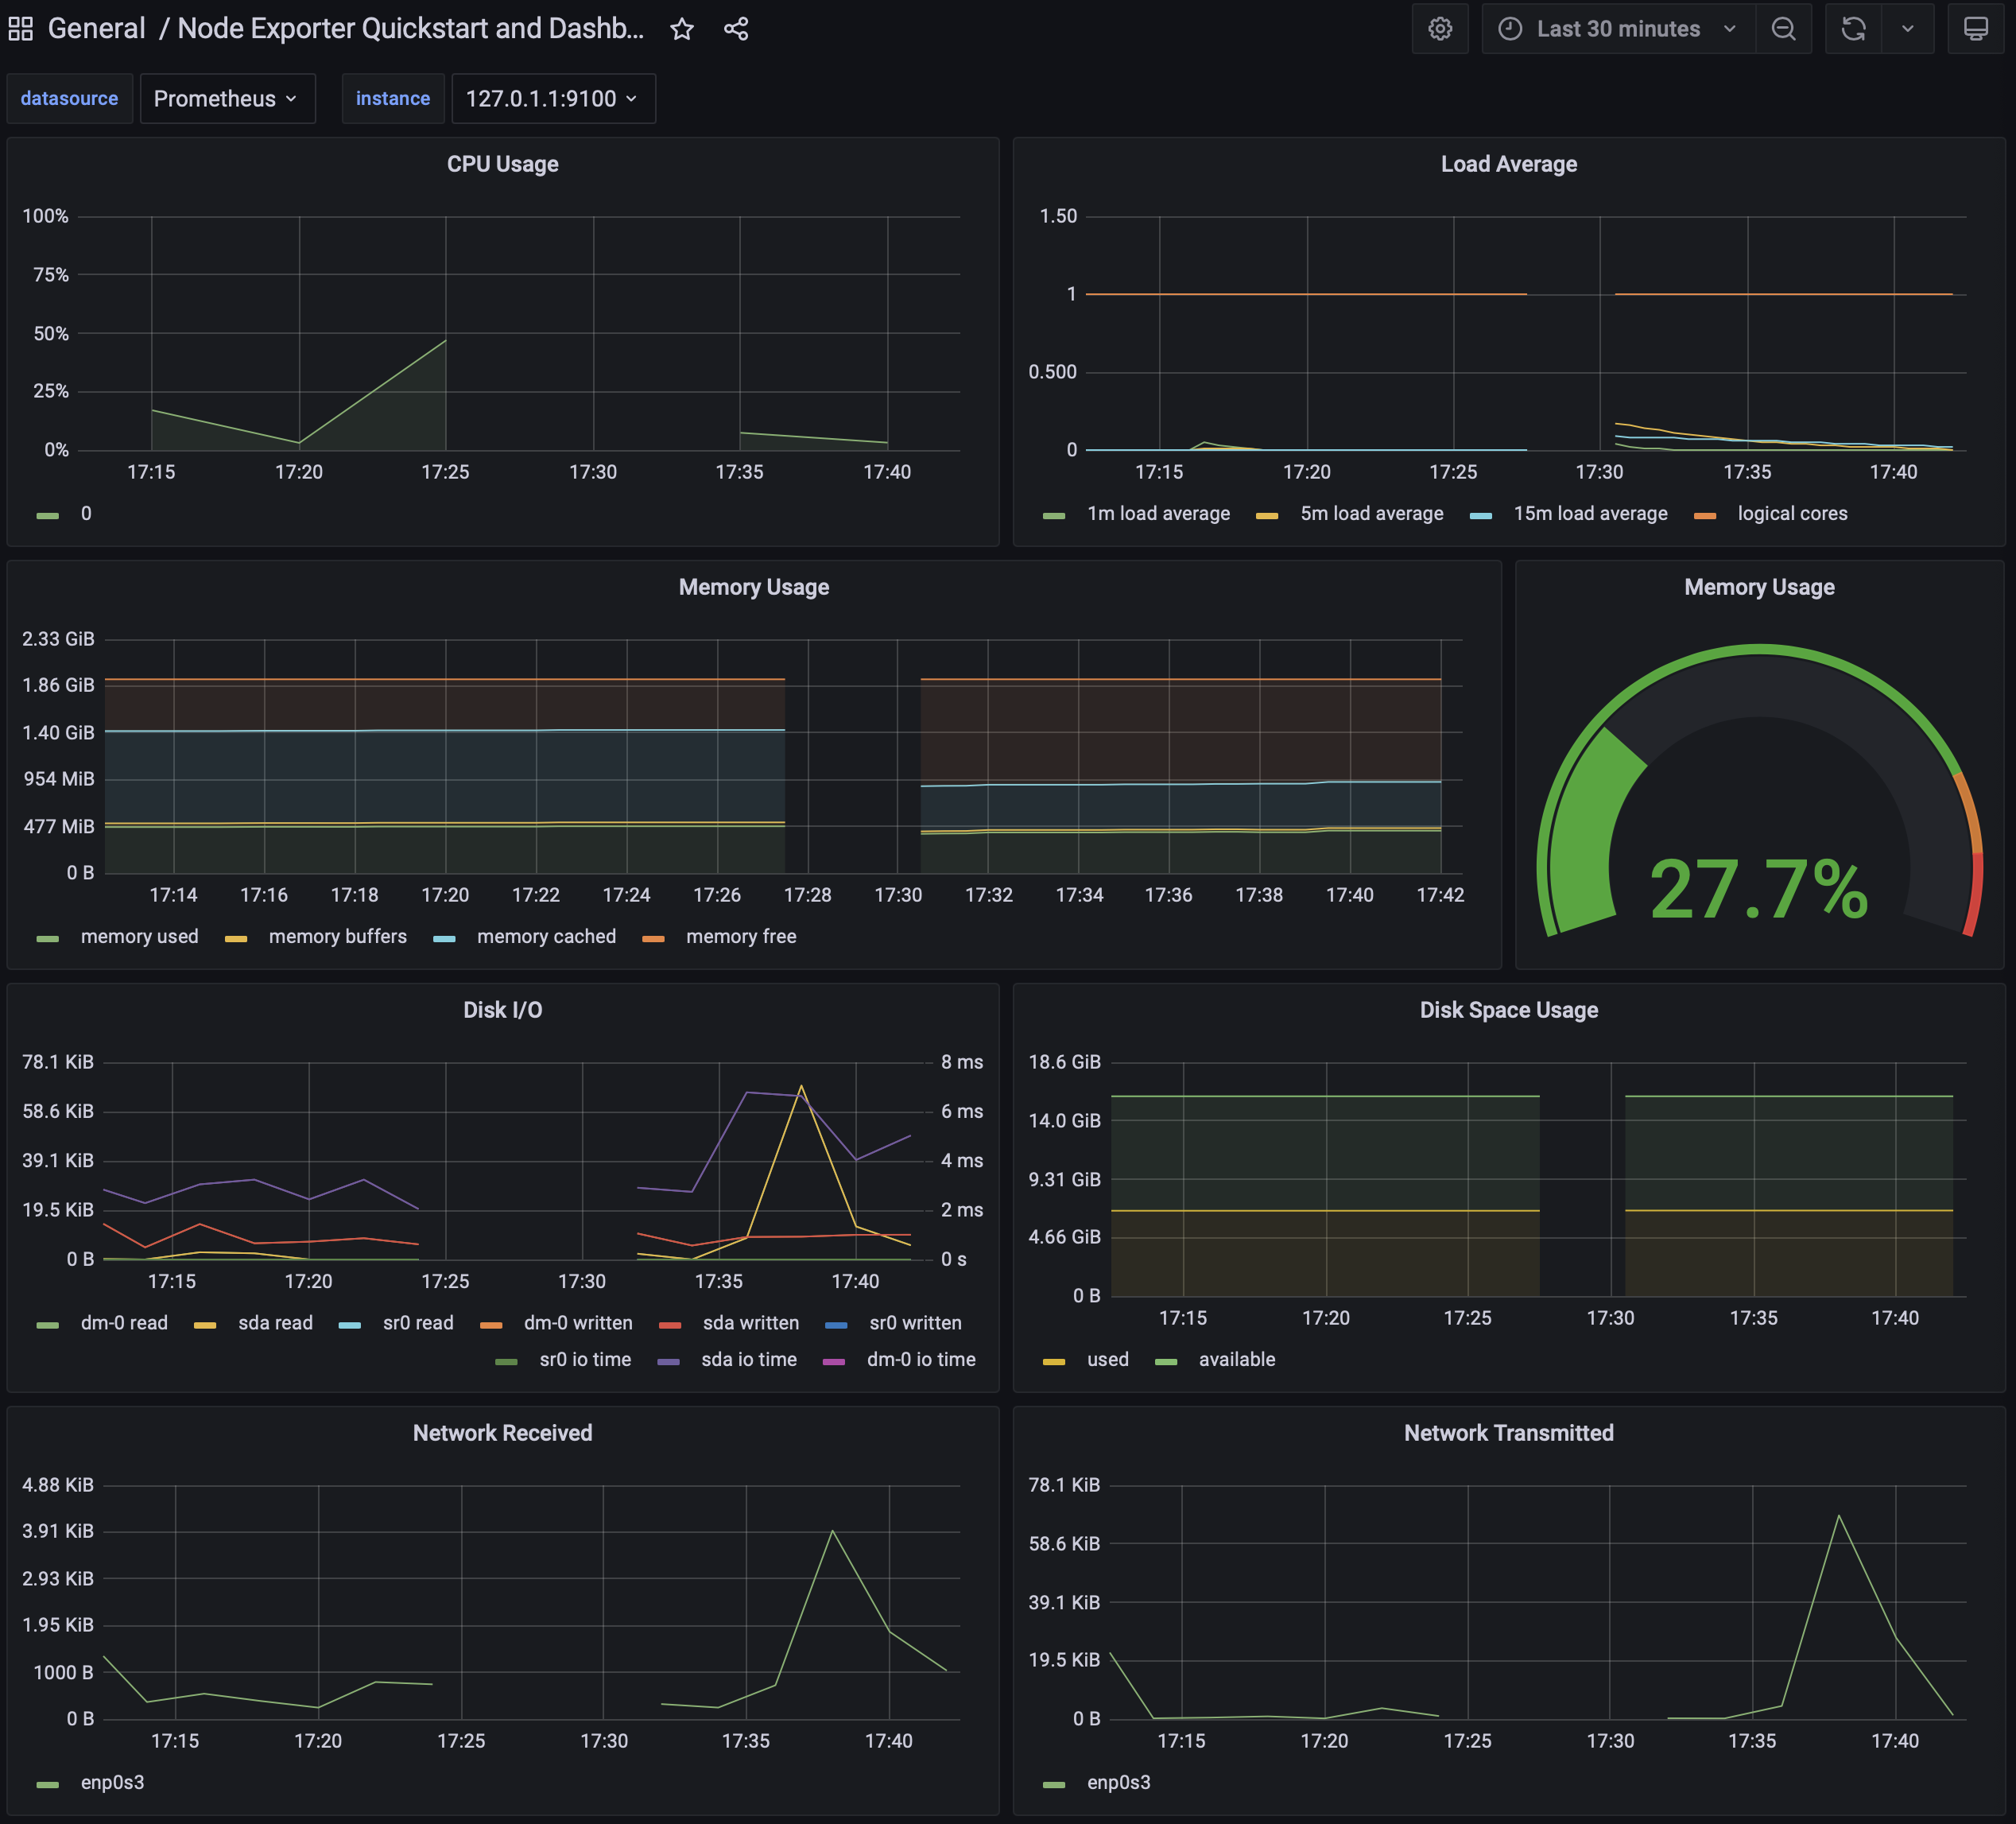 General / Node Exporter Quickstart and Dashb...
Last 30 minutes
datasource Prometheus instance 127.0.1.1:9100
CPU Usage
100%
75%
50%
25%
0%
17:15 17:20 17:25 17:30 17:35 17:40
0
Load Average
1.50
1
0.500
0
17:15 17:20 17:25 17:30 17:35 17:40
1m load average 5m load average 15m load average logical cores
Memory Usage
2.33 GiB
1.86 GiB
1.40 GiB
954 MiB
477 MiB
0 B
17:14 17:16 17:18 17:20 17:22 17:24 17:26 17:28 17:30 17:32 17:34 17:36 17:38 17:40 17:42
memory used memory buffers memory cached memory free
Memory Usage
27.7%
Disk I/O
78.1 KiB 8 ms
58.6 KiB 6 ms
39.1 KiB 4 ms
19.5 KiB 2 ms
0 B 0 s
17:15 17:20 17:25 17:30 17:35 17:40
dm-0 read sda read sr0 read dm-0 written sda written sr0 written
sr0 io time sda io time dm-0 io time
Disk Space Usage
18.6 GiB
14.0 GiB
9.31 GiB
4.66 GiB
0 B
17:15 17:20 17:25 17:30 17:35 17:40
used available
Network Received
4.88 KiB
3.91 KiB
2.93 KiB
1.95 KiB
1000 B
0 B
17:15 17:20 17:25 17:30 17:35 17:40
enp0s3
Network Transmitted
78.1 KiB
58.6 KiB
39.1 KiB
19.5 KiB
0 B
17:15 17:20 17:25 17:30 17:35 17:40
enp0s3